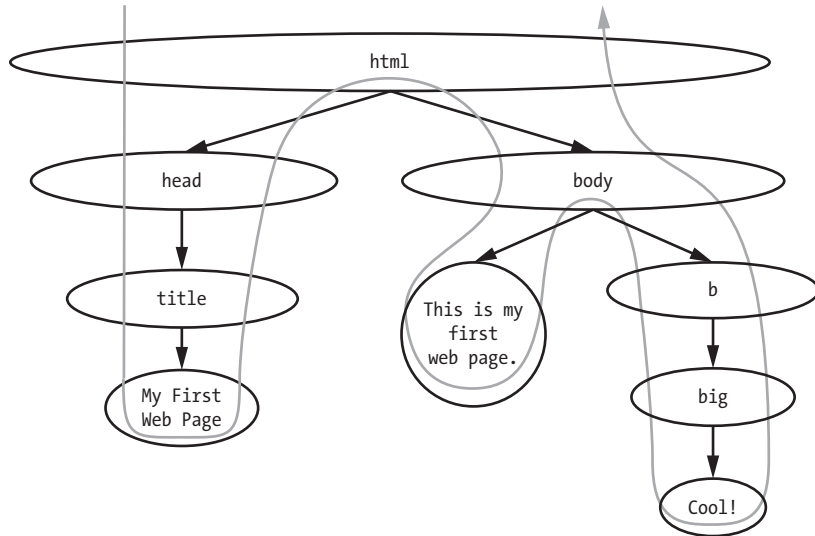 html
head
body
title
This is my
first
web page.
b
My First
Web Page
big
Cool!